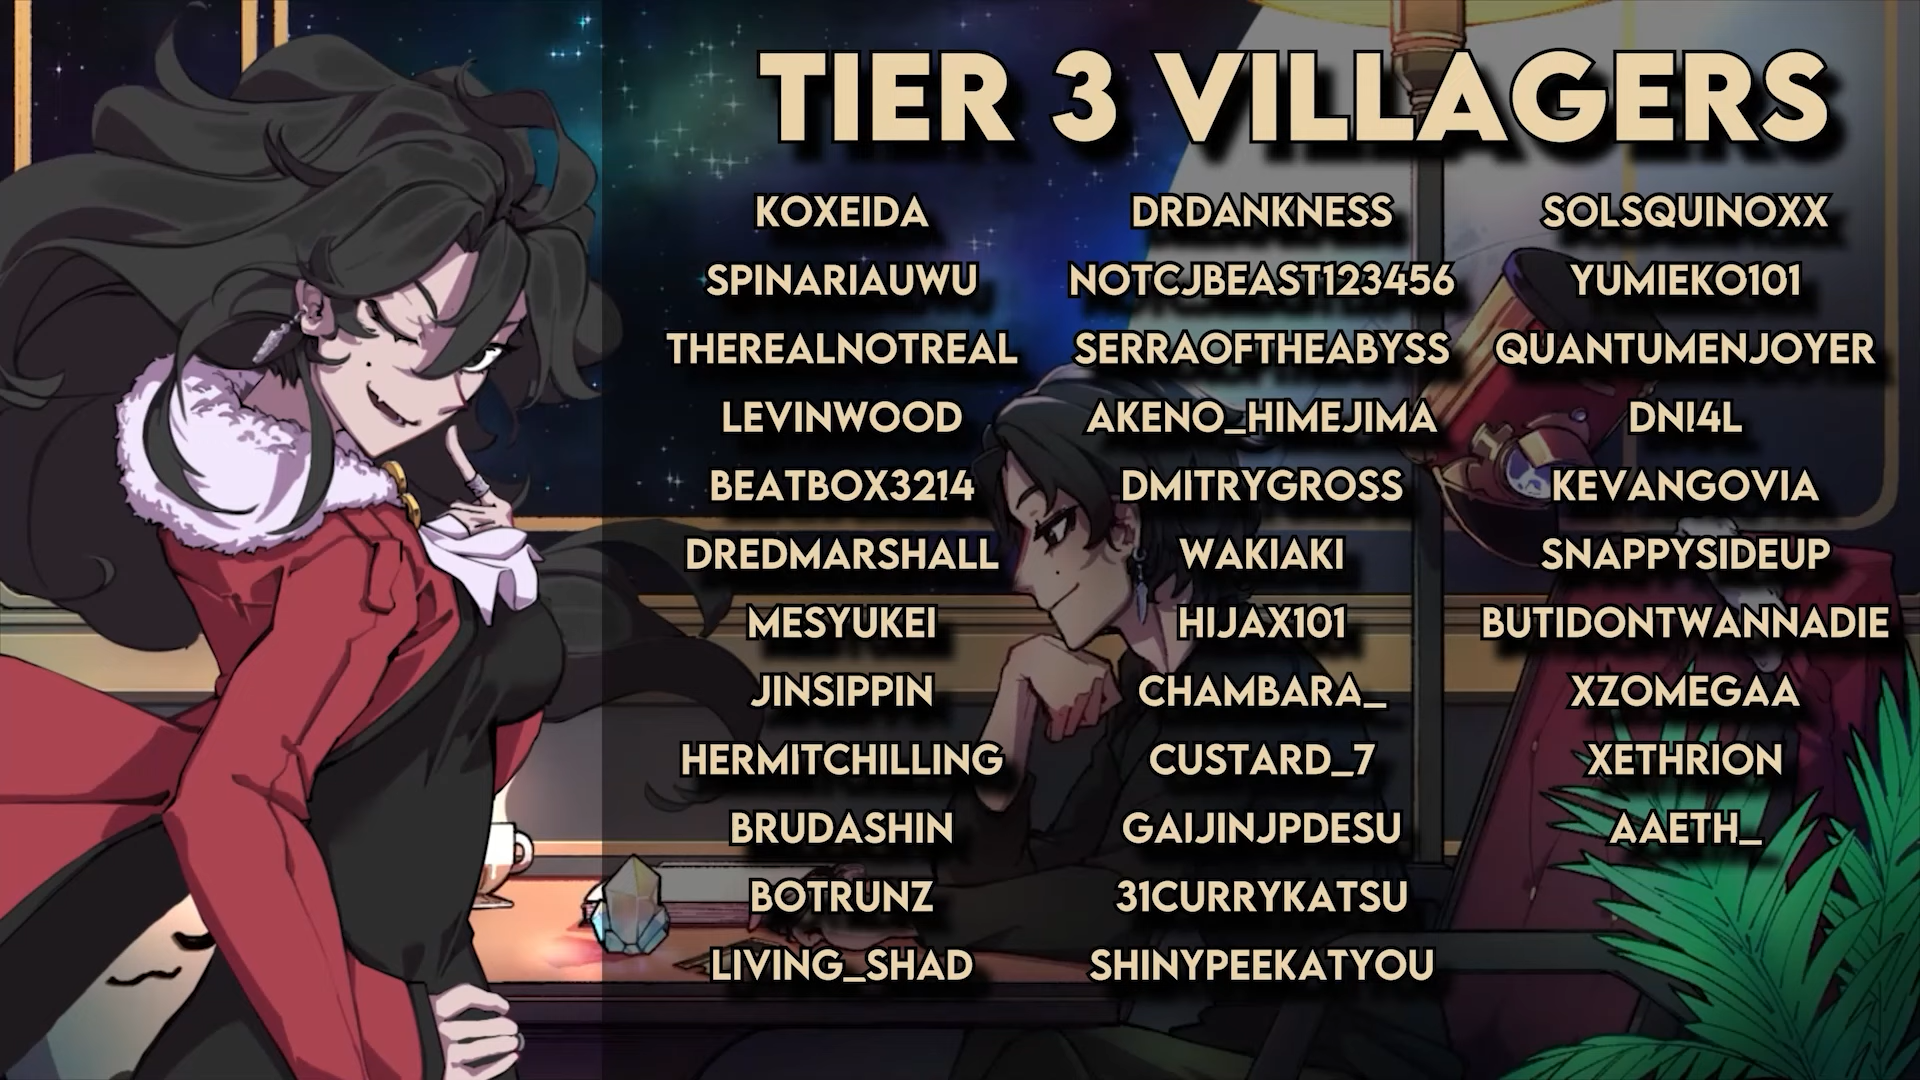 TIER 3 VILLAGERS
KOXEIDA
SPINARIAUWU
THEREALNOTREAL
LEVINWOOD
BEATBOX3214
DREDMARSHALL
MESYUKEI
JINSIPPIN
HERMITCHILLING
BRUDASHIN
BOTRUNZ
LIVING_SHAD
DRDANKNESS
NOTCJBEAST123456
SERRAOFTHEABYSS
AKENO_HIMEJIMA
DMITRYGROSS
WAKIAKI
HIJAX101
CHAMBARA_
CUSTARD_7
GAIJINJPDESU
31CURRYKATSU
SHINYPEEKATYOU
SOLSQUINOXX
YUMIEKO101
QUANTUMENJOYER
DN!4L
KEVANGOVIA
SNAPPYSIDEUP
BUTIDONTWANNADIE
XZOMEGAA
XETHRION
AAETH_